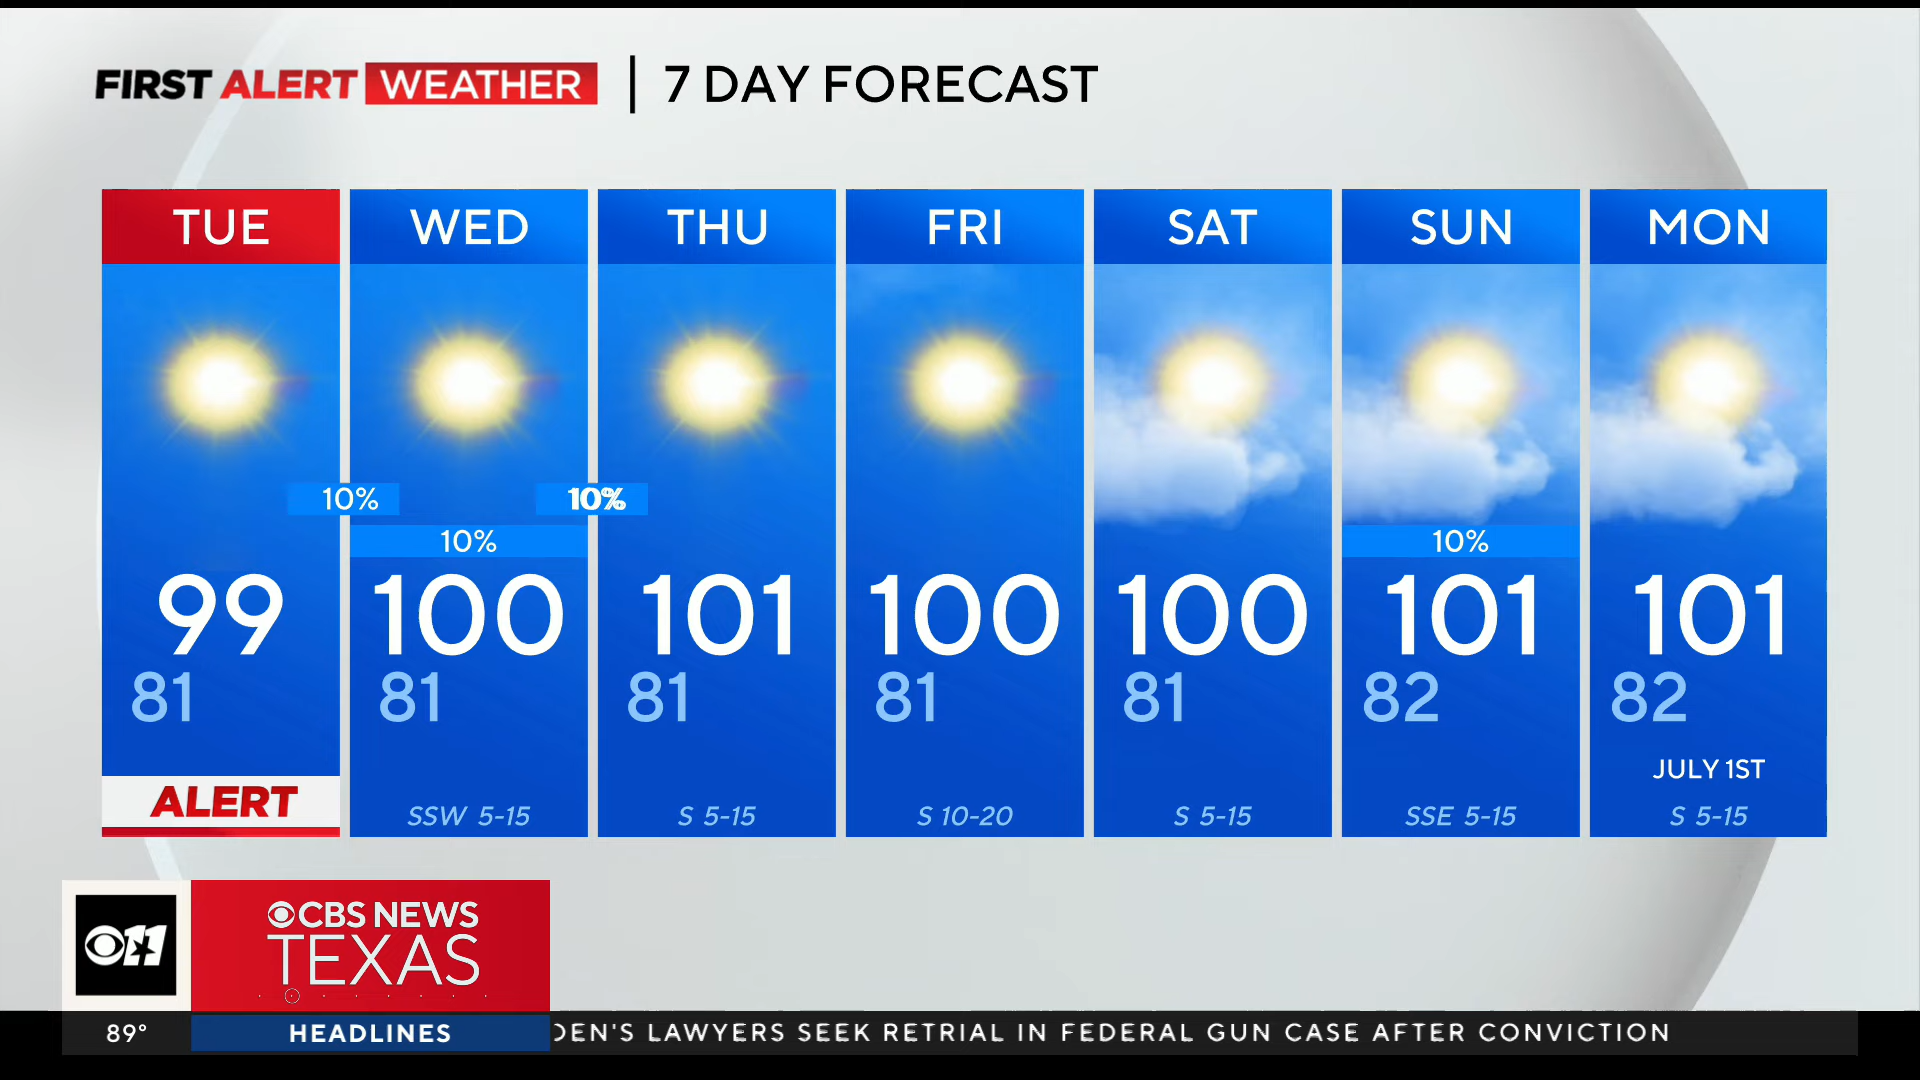 FIRST ALERT WEATHER | 7 DAY FORECAST
TUE WED THU FRI SAT SUN MON
10% 10%
10% 10%
99 100 101 100 100 101 101
81 81 81 81 81 82 82
JULY 1ST
ALERT SSW 5-15 S 5-15 S 10-20 S 5-15 SSE 5-15 S 5-15
11
CBS NEWS
TEXAS
89° HEADLINES DEN'S LAWYERS SEEK RETRIAL IN FEDERAL GUN CASE AFTER CONVICTION